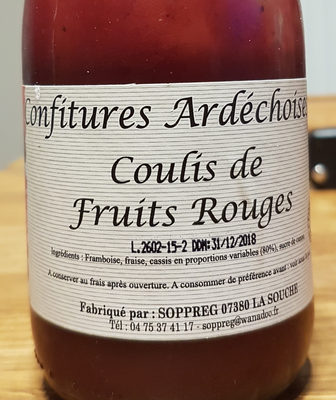 Confitures Ardéchoises
Coulis de
Fruits Rouges
L.2602-15-2 DDM:31/12/2018
Ingrédients : Framboise, fraise, cassis en proportions variables (80%), sucre de canne
A conserver au frais après ouverture. A consommer de préférence avant : voir
Fabriqué par : SOPPREG 07380 LA SOUCHE
Tél : 04 75 37 41 17 - soppreg@wanadoo.fr